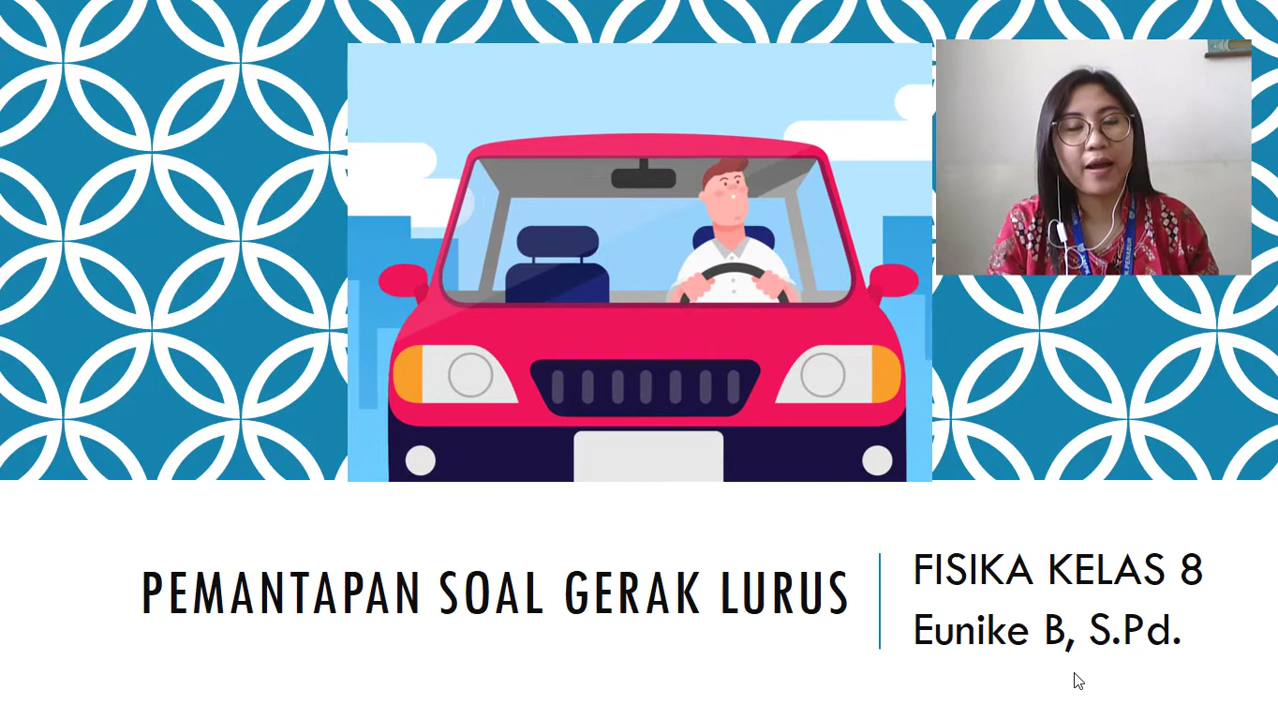 PEMANTAPAN SOAL GERAK LURUS
FISIKA KELAS 8
Eunike B, S.Pd.